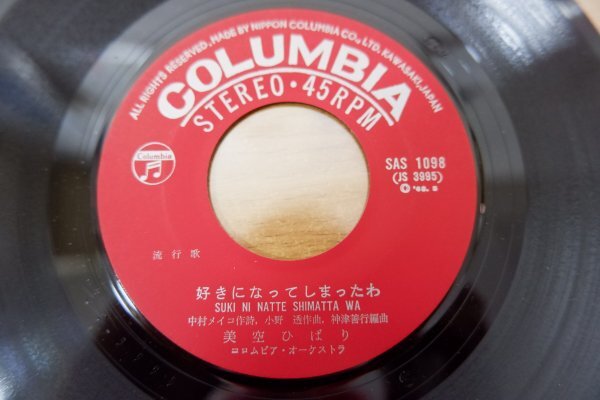 ALL RIGHTS RESERVED, MADE BY NIPPON COLUMBIA CO., LTD. KAWASAKI, JAPAN
COLUMBIA
STEREO・45RPM
Columbia
SAS 1098
(JS 3995)
Ⓟ '68. 5
流行歌
好きになってしまったわ
SUKI NI NATTE SHIMATTA WA
中村メイコ作詩, 小野 透作曲, 神津善行編曲
美空ひばり
コロムビア・オーケストラ